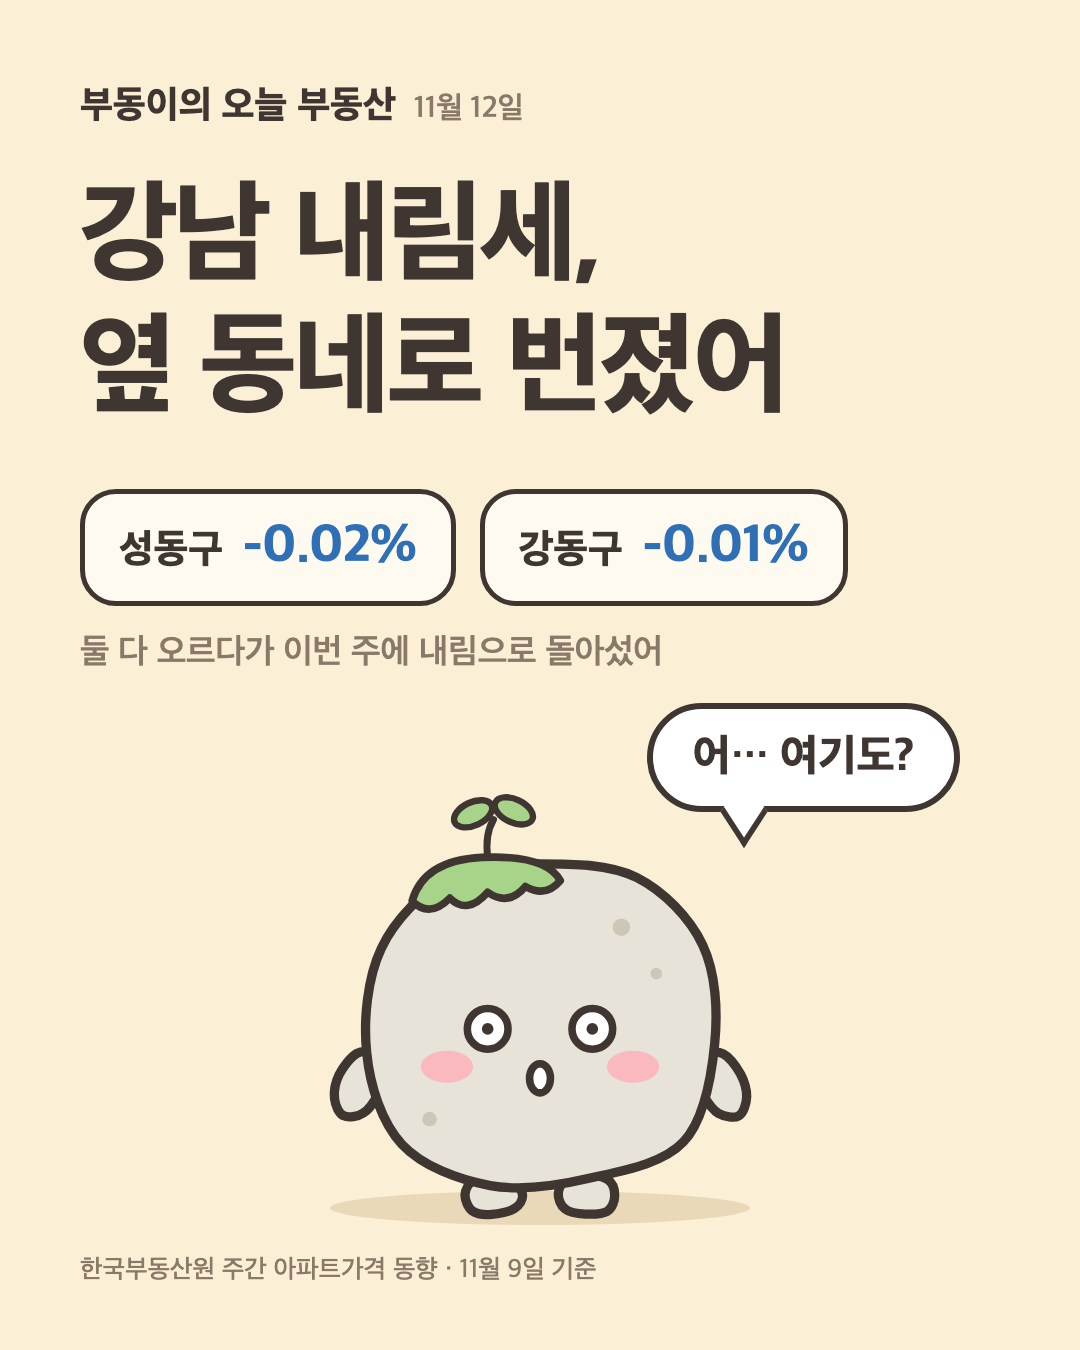 부동이의 오늘 부동산 11월 12일
강남 내림세,
옆 동네로 번졌어
성동구 -0.02%
강동구 -0.01%
둘 다 오르다가 이번 주에 내림으로 돌아섰어
어… 여기도?
한국부동산원 주간 아파트가격 동향 · 11월 9일 기준